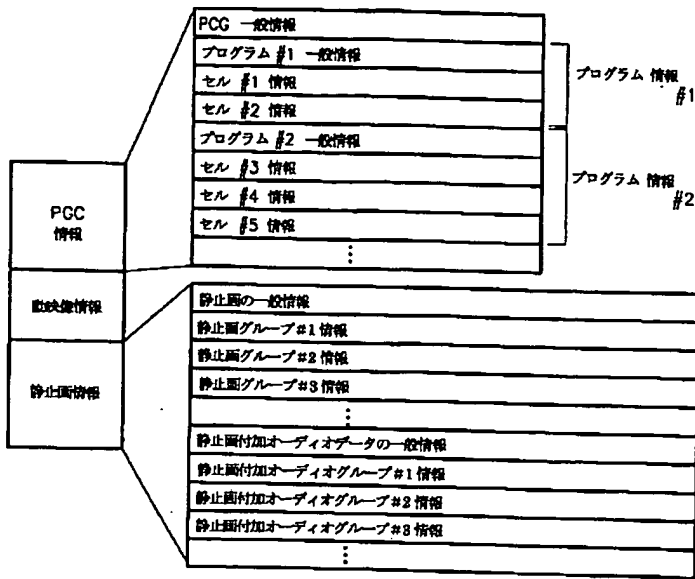 PCG 一般情報
プログラム #1 一般情報
セル #1 情報
セル #2 情報
プログラム #2 一般情報
セル #3 情報
セル #4 情報
セル #5 情報
⋮
プログラム 情報
#1
プログラム 情報
#2
PGC
情報
動映像情報
静止画情報
静止画の一般情報
静止画グループ#1 情報
静止画グループ#2 情報
静止画グループ#3 情報
⋮
静止画付加オーディオデータの一般情報
静止画付加オーディオグループ#1 情報
静止画付加オーディオグループ#2 情報
静止画付加オーディオグループ#3 情報
⋮